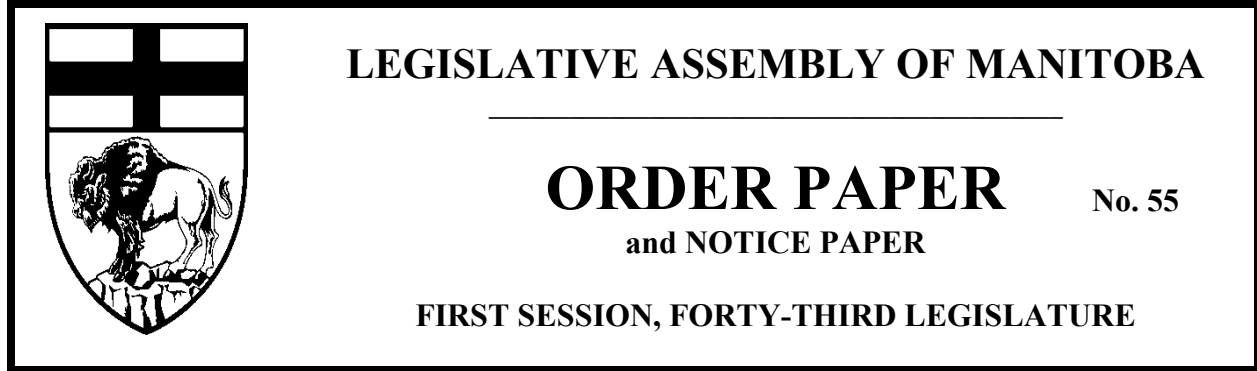 LEGISLATIVE ASSEMBLY OF MANITOBA
ORDER PAPER No. 55
and NOTICE PAPER
FIRST SESSION, FORTY-THIRD LEGISLATURE